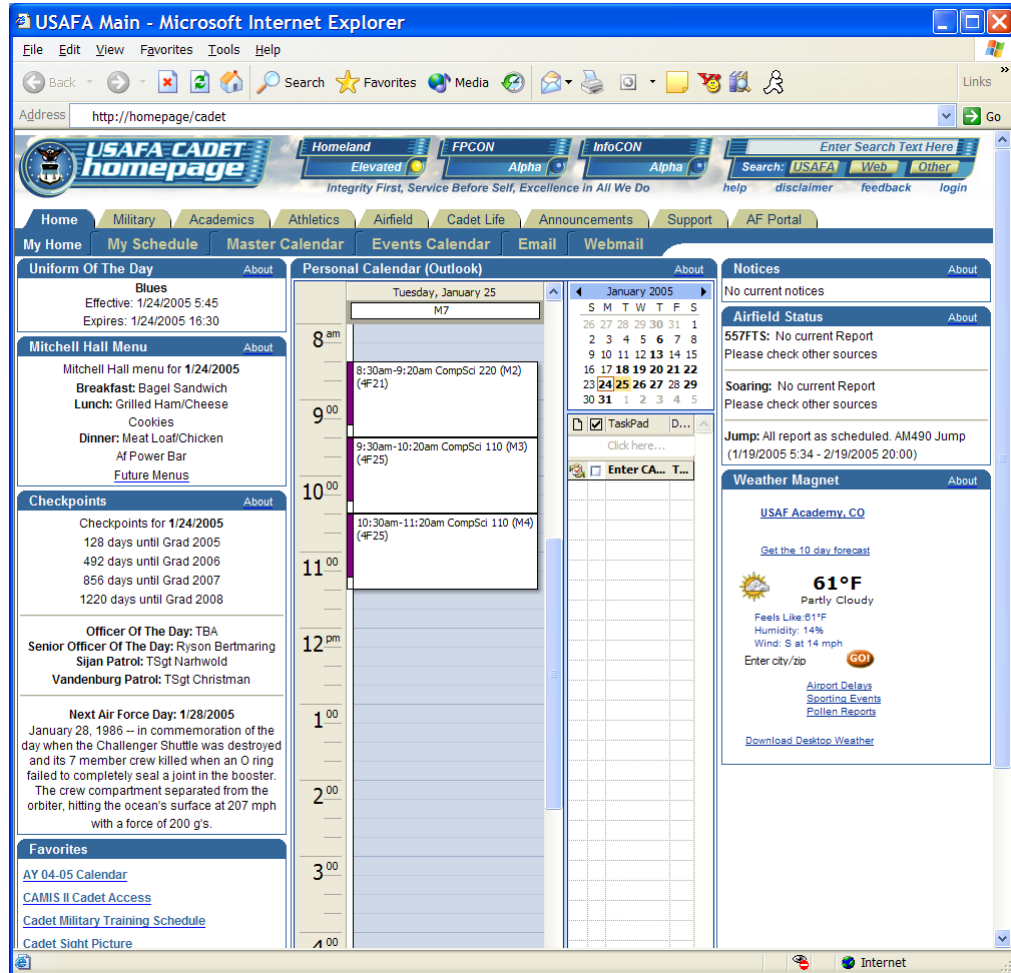 USAFA Main - Microsoft Internet Explorer
File Edit View Favorites Tools Help
Back Search Favorites Media Links »
Address http://homepage/cadet Go
USAFA CADET
homepage
Homeland
Elevated
FPCON
Alpha
InfoCON
Alpha
Integrity First, Service Before Self, Excellence in All We Do
Enter Search Text Here
Search: USAFA Web Other
help disclaimer feedback login
Home Military Academics Athletics Airfield Cadet Life Announcements Support AF Portal
My Home My Schedule Master Calendar Events Calendar Email Webmail
Uniform Of The Day About
Blues
Effective: 1/24/2005 5:45
Expires: 1/24/2005 16:30
Mitchell Hall Menu About
Mitchell Hall menu for 1/24/2005
Breakfast: Bagel Sandwich
Lunch: Grilled Ham/Cheese
Cookies
Dinner: Meat Loaf/Chicken
Af Power Bar
Future Menus
Checkpoints About
Checkpoints for 1/24/2005
128 days until Grad 2005
492 days until Grad 2006
856 days until Grad 2007
1220 days until Grad 2008
Officer Of The Day: TBA
Senior Officer Of The Day: Ryson Bertmaring
Sijan Patrol: TSgt Narhwold
Vandenburg Patrol: TSgt Christman
Next Air Force Day: 1/28/2005
January 28, 1986 -- in commemoration of the
day when the Challenger Shuttle was destroyed
and its 7 member crew killed when an O ring
failed to completely seal a joint in the booster.
The crew compartment separated from the
orbiter, hitting the ocean's surface at 207 mph
with a force of 200 g's.
Favorites
AY 04-05 Calendar
CAMIS II Cadet Access
Cadet Military Training Schedule
Cadet Sight Picture
Personal Calendar (Outlook) About
Tuesday, January 25
M7
8 am
8:30am-9:20am CompSci 220 (M2)
(4F21)
9 00
9:30am-10:20am CompSci 110 (M3)
(4F25)
10 00
10:30am-11:20am CompSci 110 (M4)
(4F25)
11 00
12 pm
1 00
2 00
3 00
4 00
January 2005
S M T W T F S
26 27 28 29 30 31 1
2 3 4 5 6 7 8
9 10 11 12 13 14 15
16 17 18 19 20 21 22
23 24 25 26 27 28 29
30 31 1 2 3 4 5
TaskPad D...
Click here...
Enter CA... T...
Notices About
No current notices
Airfield Status About
557FTS: No current Report
Please check other sources
Soaring: No current Report
Please check other sources
Jump: All report as scheduled. AM490 Jump
(1/19/2005 5:34 - 2/19/2005 20:00)
Weather Magnet About
USAF Academy, CO
Get the 10 day forecast
61°F
Partly Cloudy
Feels Like:61°F
Humidity: 14%
Wind: S at 14 mph
Enter city/zip GO!
Airport Delays
Sporting Events
Pollen Reports
Download Desktop Weather
Internet